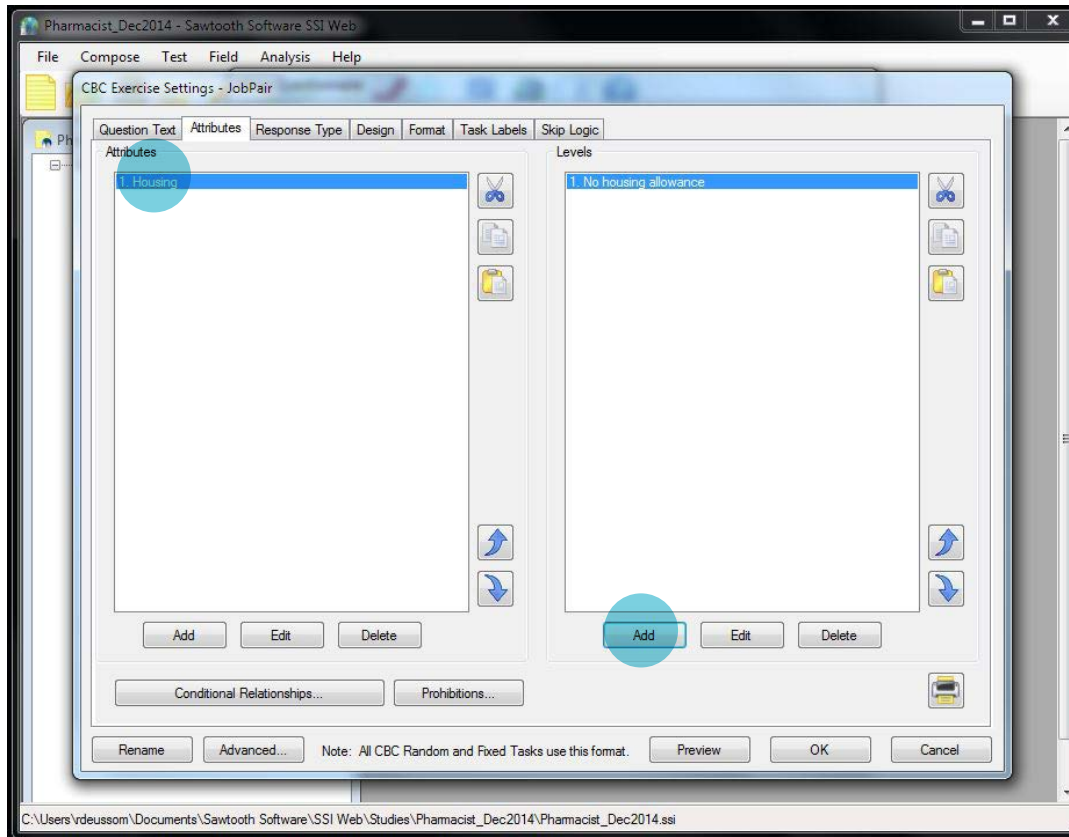 Pharmacist_Dec2014 - Sawtooth Software SSI Web
File Compose Test Field Analysis Help
CBC Exercise Settings - JobPair
Question Text Attributes Response Type Design Format Task Labels Skip Logic
Ph
Attributes Levels
1. Housing 1. No housing allowance
Add Edit Delete Add Edit Delete
Conditional Relationships... Prohibitions...
Rename Advanced... Note: All CBC Random and Fixed Tasks use this format. Preview OK Cancel
C:\Users\rdeussom\Documents\Sawtooth Software\SSI Web\Studies\Pharmacist_Dec2014\Pharmacist_Dec2014.ssi